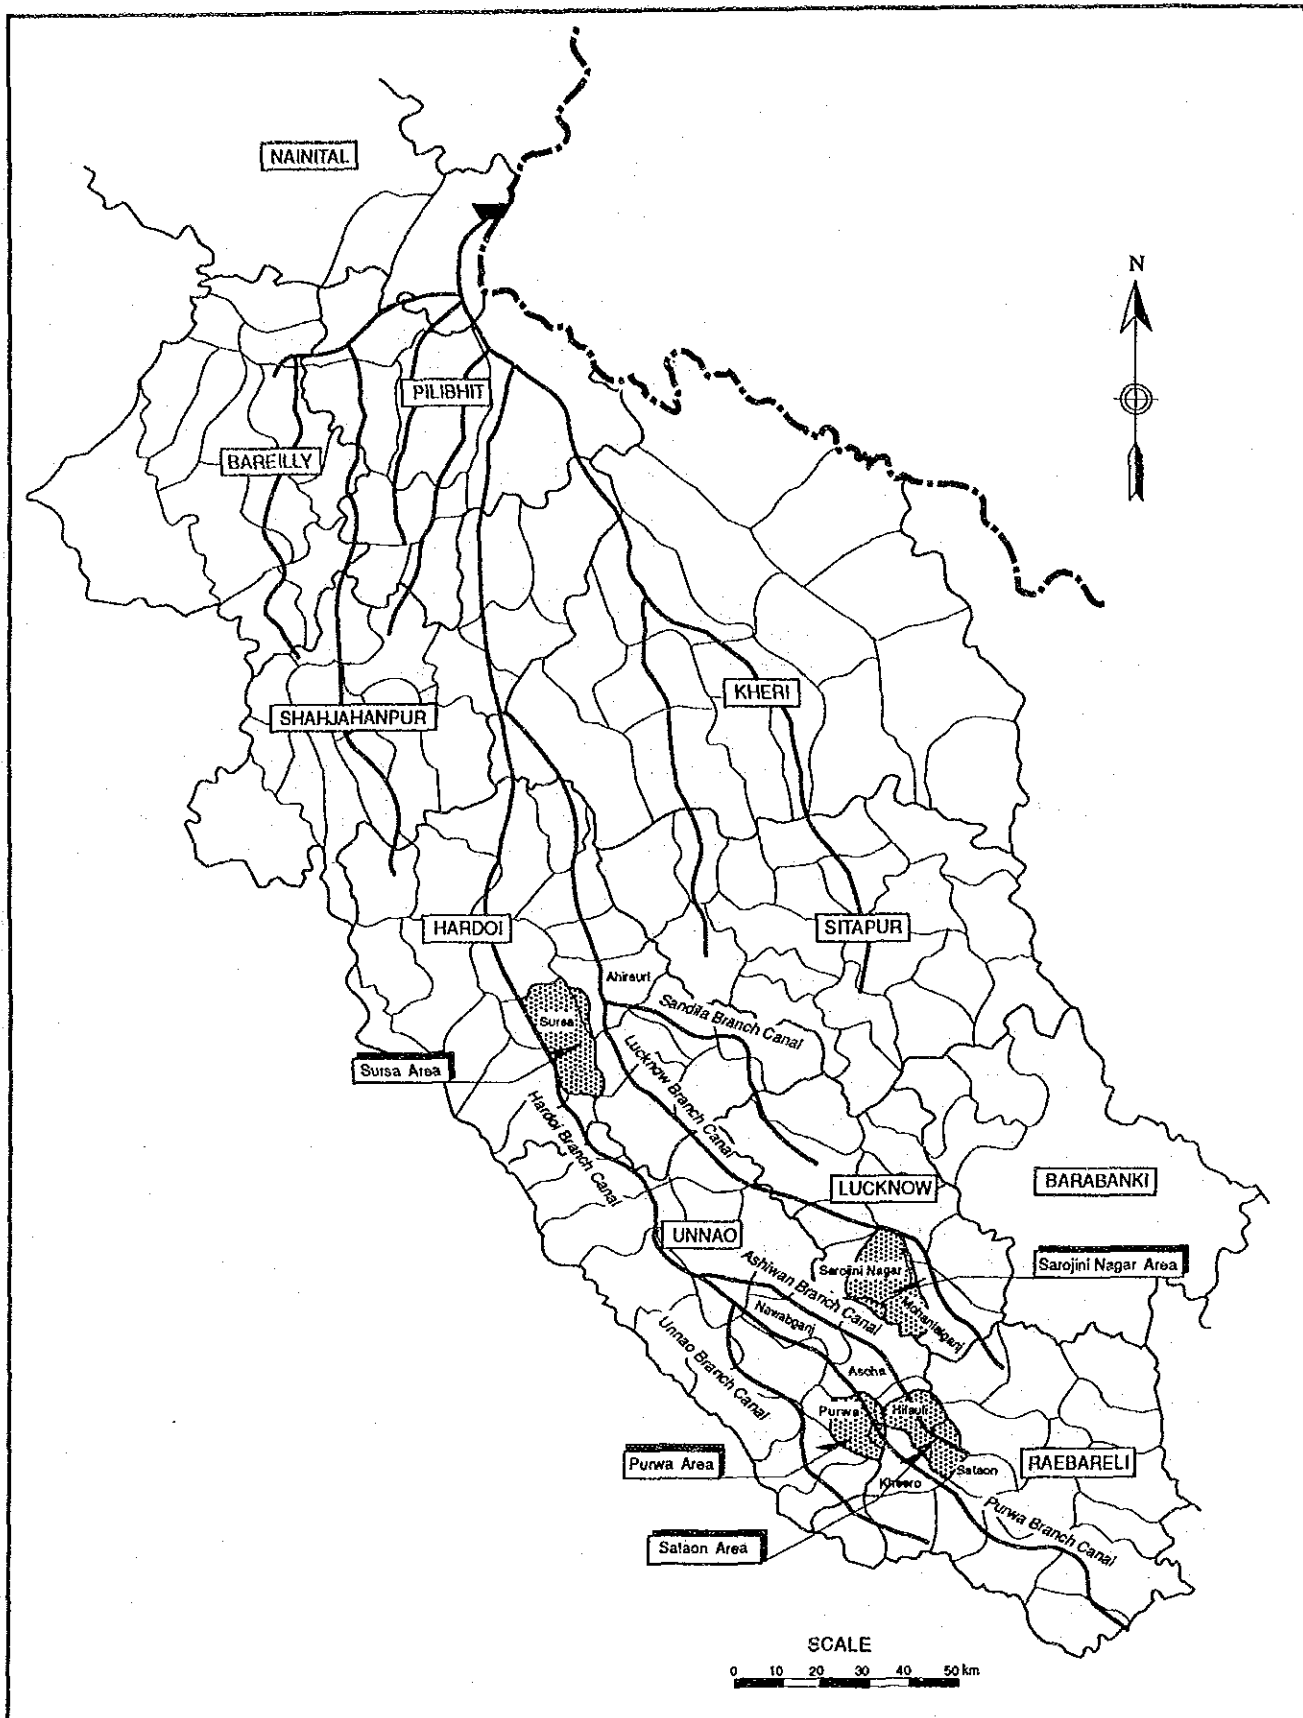 NAINITAL
N
PILIBHIT
BAREILLY
KHERI
SHAHJAHANPUR
HARDOI
SITAPUR
Ahirauri
Sandila Branch Canal
Sursa
Lucknow Branch Canal
Sursa Area
Hardoi Branch Canal
LUCKNOW
BARABANKI
UNNAO
Sarojini Nagar Area
Sarojini Nagar
Ashiwan Branch Canal
Mohanlalganj
Nawabganj
Unnao Branch Canal
Asoha
Purwa
Hilauli
Purwa Area
RAEBARELI
Sataon
Kheero
Purwa Branch Canal
Sataon Area
SCALE
0 10 20 30 40 50 km